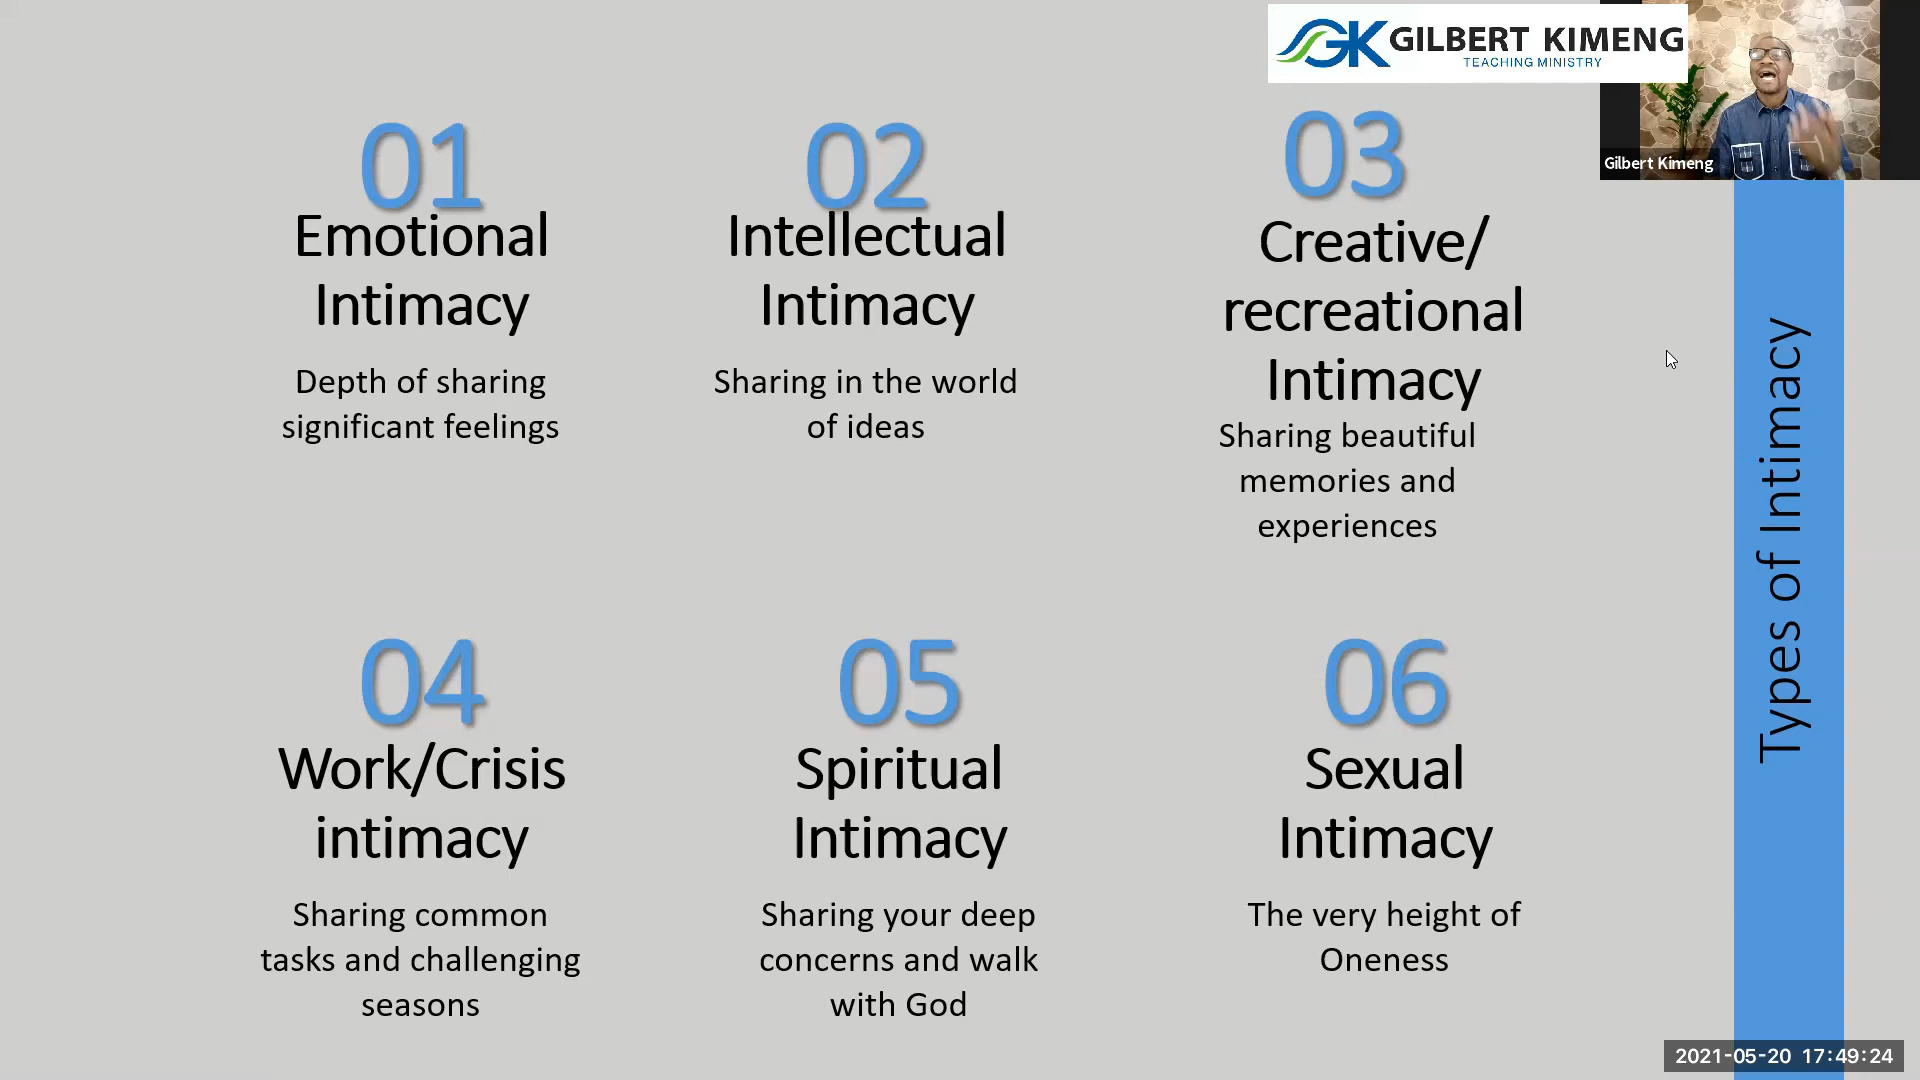 GK GILBERT KIMENG
TEACHING MINISTRY
Gilbert Kimeng
01
Emotional
Intimacy
Depth of sharing
significant feelings
02
Intellectual
Intimacy
Sharing in the world
of ideas
03
Creative/
recreational
Intimacy
Sharing beautiful
memories and
experiences
04
Work/Crisis
intimacy
Sharing common
tasks and challenging
seasons
05
Spiritual
Intimacy
Sharing your deep
concerns and walk
with God
06
Sexual
Intimacy
The very height of
Oneness
Types of Intimacy
2021-05-20 17:49:24